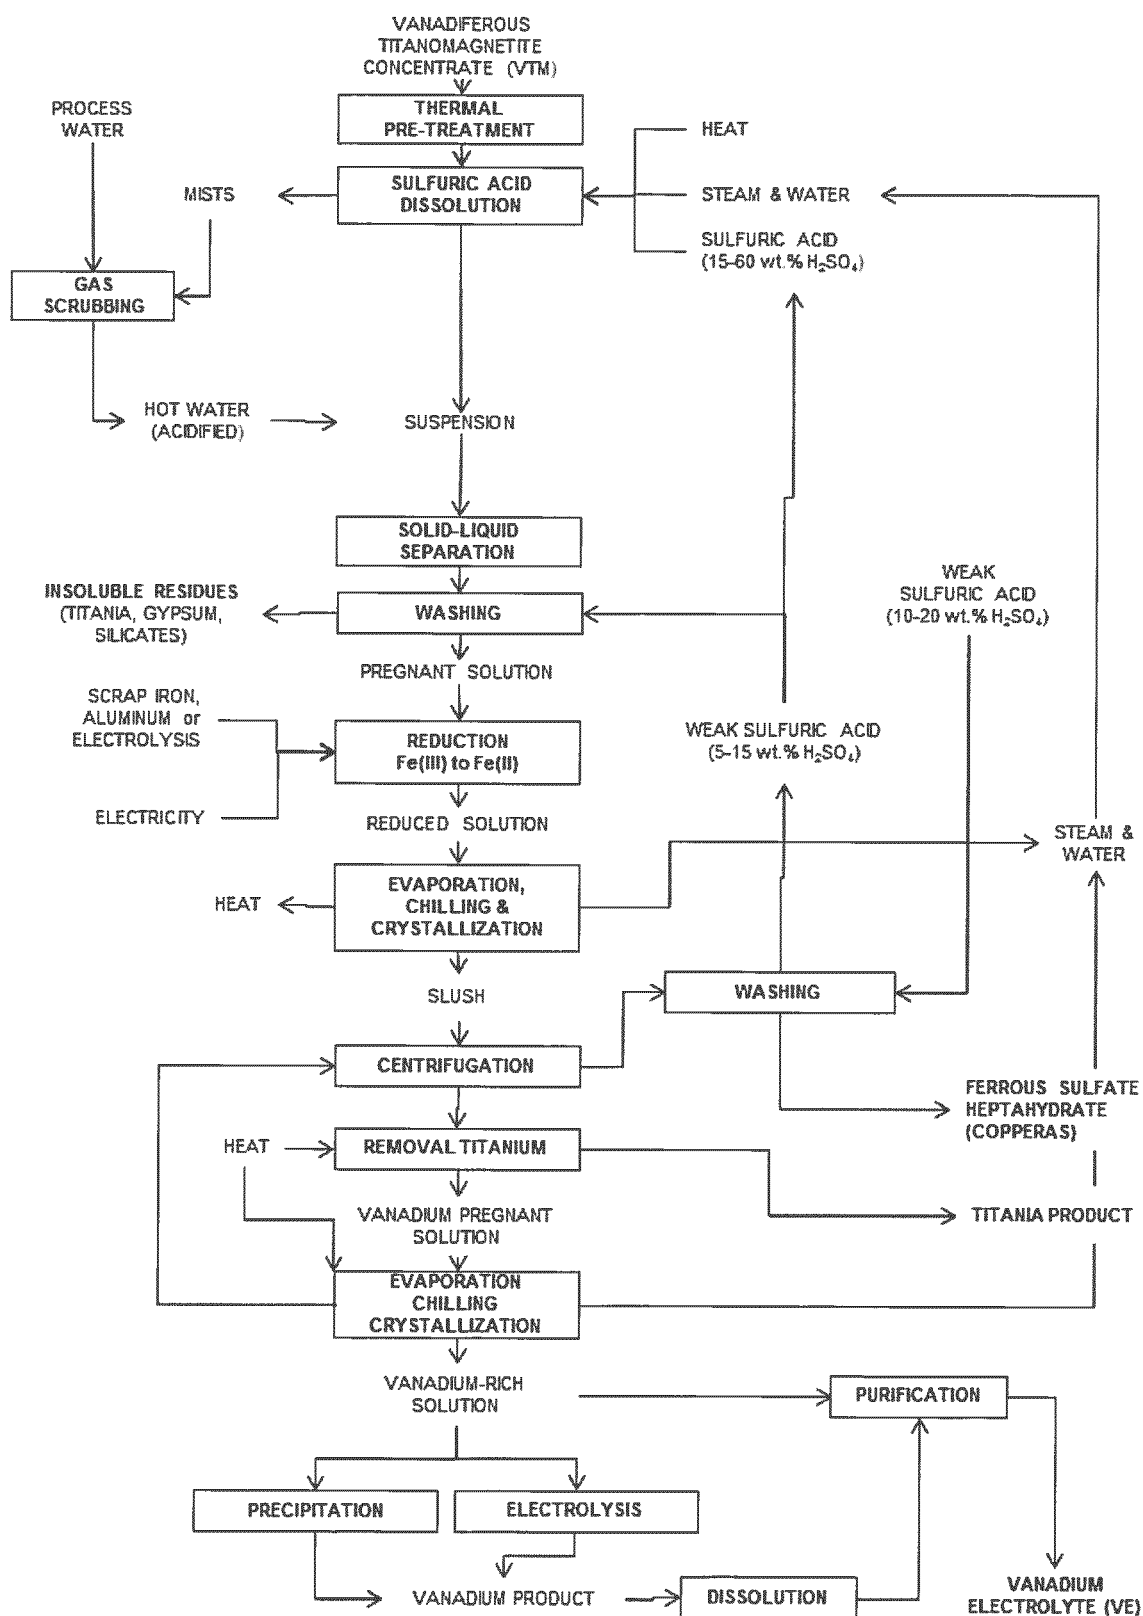 VANADIFEROUS
TITANOMAGNETITE
CONCENTRATE (VTM)
THERMAL
PRE-TREATMENT
PROCESS
WATER
HEAT
MISTS
SULFURIC ACID
DISSOLUTION
STEAM & WATER
SULFURIC ACID
(15-60 wt.% H₂SO₄)
GAS
SCRUBBING
HOT WATER
(ACIDIFIED)
SUSPENSION
SOLID-LIQUID
SEPARATION
WEAK
SULFURIC ACID
(10-20 wt.% H₂SO₄)
INSOLUBLE RESIDUES
(TITANIA, GYPSUM,
SILICATES)
WASHING
PREGNANT SOLUTION
SCRAP IRON,
ALUMINUM or
ELECTROLYSIS
REDUCTION
Fe(III) to Fe(II)
WEAK SULFURIC ACID
(5-15 wt.% H₂SO₄)
ELECTRICITY
REDUCED SOLUTION
STEAM &
WATER
HEAT
EVAPORATION,
CHILLING &
CRYSTALLIZATION
SLUSH
WASHING
CENTRIFUGATION
FERROUS SULFATE
HEPTAHYDRATE
(COPPERAS)
HEAT
REMOVAL TITANIUM
VANADIUM PREGNANT
SOLUTION
TITANIA PRODUCT
EVAPORATION
CHILLING
CRYSTALLIZATION
VANADIUM-RICH
SOLUTION
PURIFICATION
PRECIPITATION
ELECTROLYSIS
VANADIUM PRODUCT
DISSOLUTION
VANADIUM
ELECTROLYTE (VE)